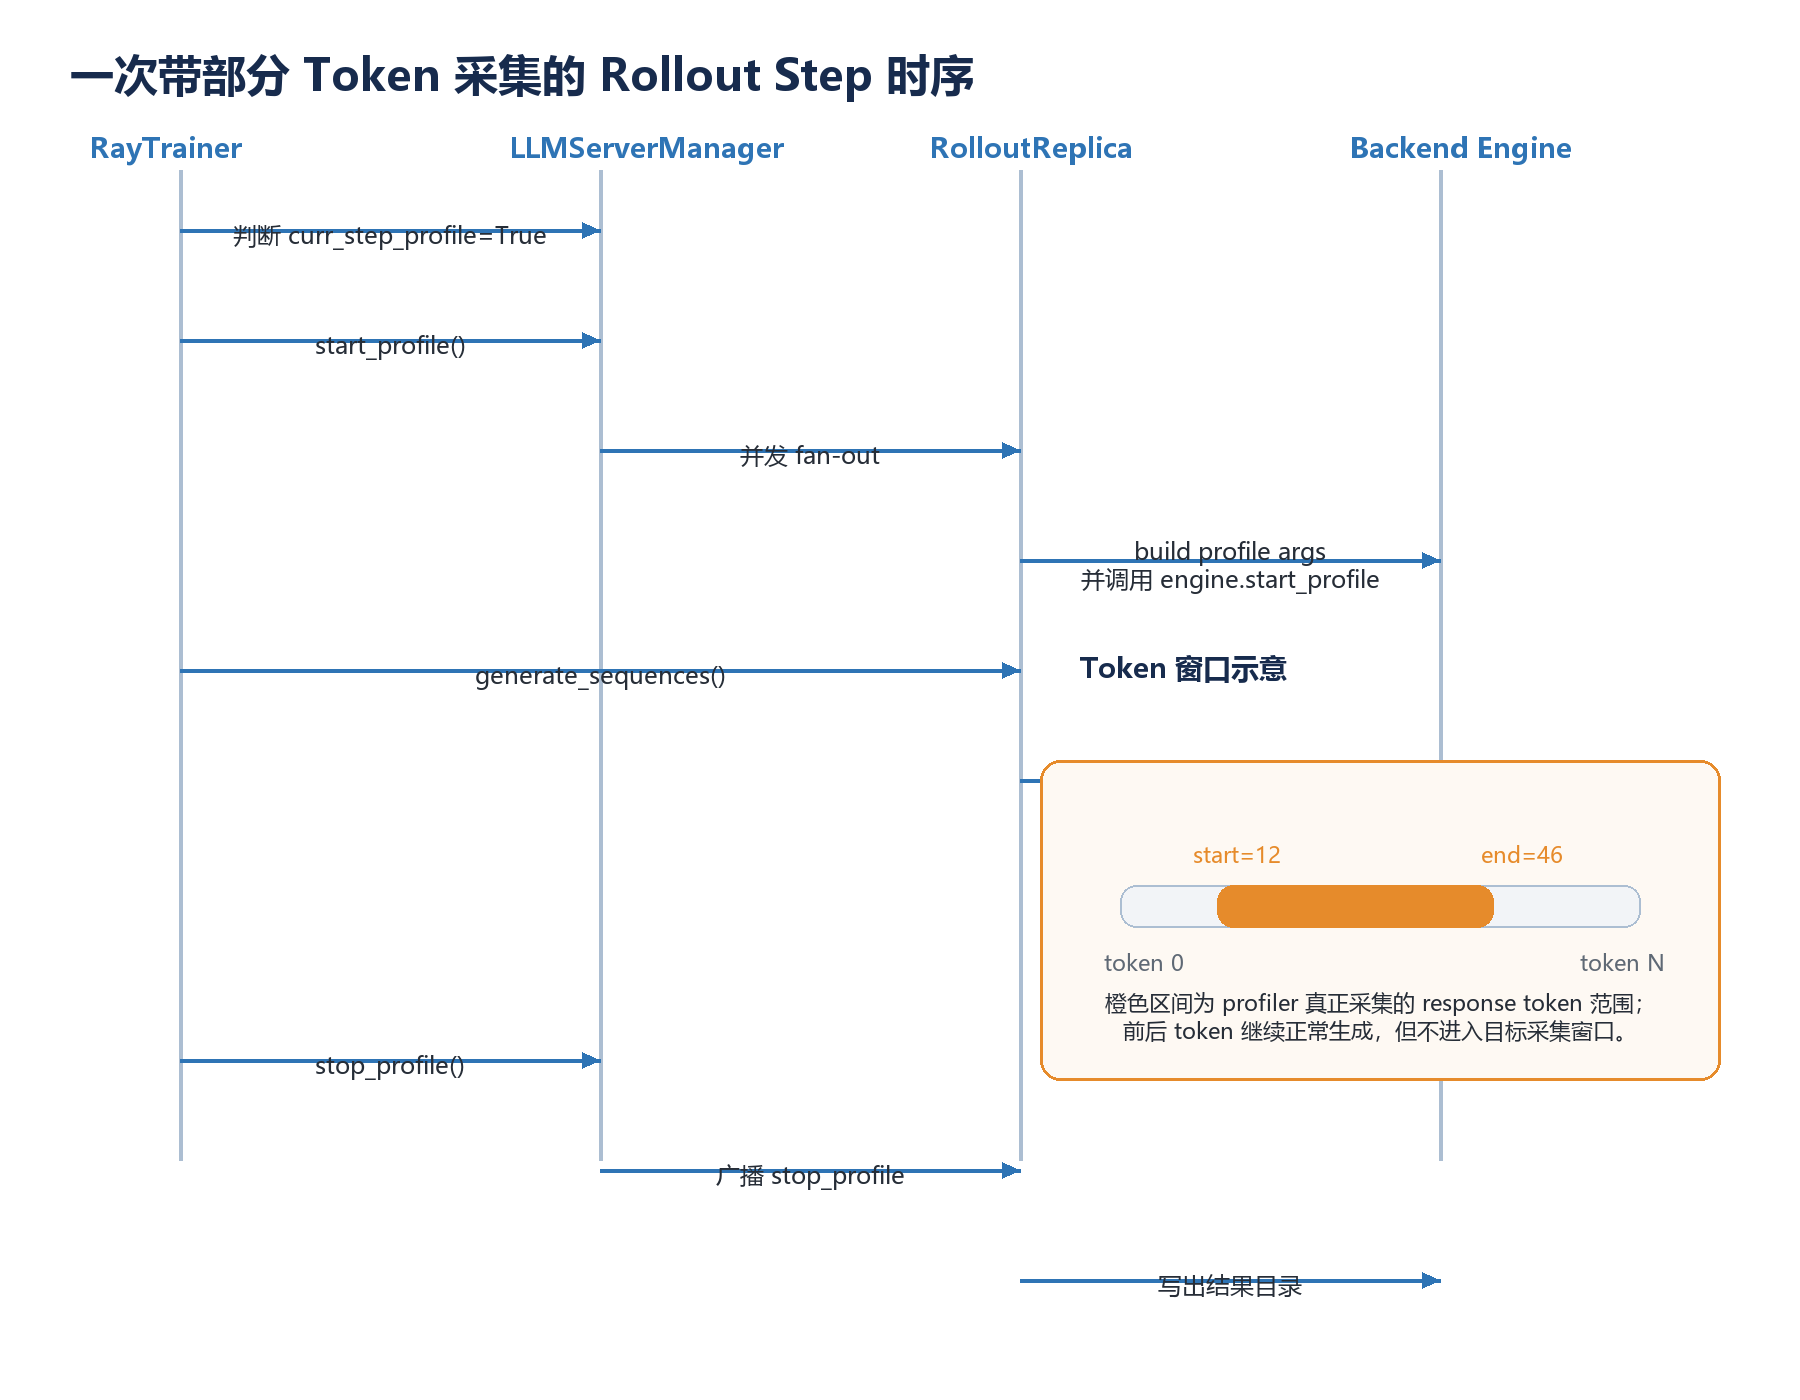 一次带部分 Token 采集的 Rollout Step 时序
RayTrainer
LLMServerManager
RolloutReplica
Backend Engine
判断 curr_step_profile=True
start_profile()
并发 fan-out
build profile args
并调用 engine.start_profile
generate_sequences()
Token 窗口示意
start=12
end=46
token 0
token N
橙色区间为 profiler 真正采集的 response token 范围；
前后 token 继续正常生成，但不进入目标采集窗口。
stop_profile()
广播 stop_profile
写出结果目录